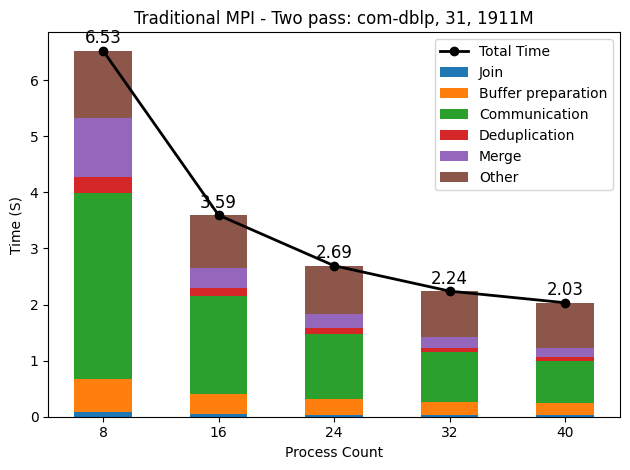 Traditional MPI - Two pass: com-dblp, 31, 1911M
6.53
3.59
2.69
2.24
2.03
Total Time
Join
Buffer preparation
Communication
Deduplication
Merge
Other
Time (S)
6
5
4
3
2
1
0
8 16 24 32 40
Process Count